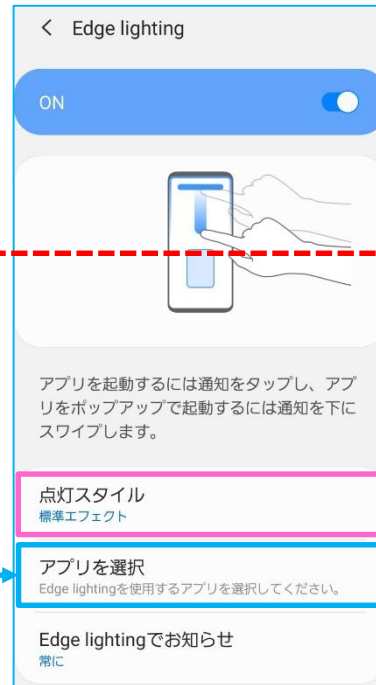 Edge lighting
ON
アプリを起動するには通知をタップし、アプ
リをポップアップで起動するには通知を下に
スワイプします。
点灯スタイル
標準エフェクト
アプリを選択
Edge lightingを使用するアプリを選択してください。
Edge lightingでお知らせ
常に